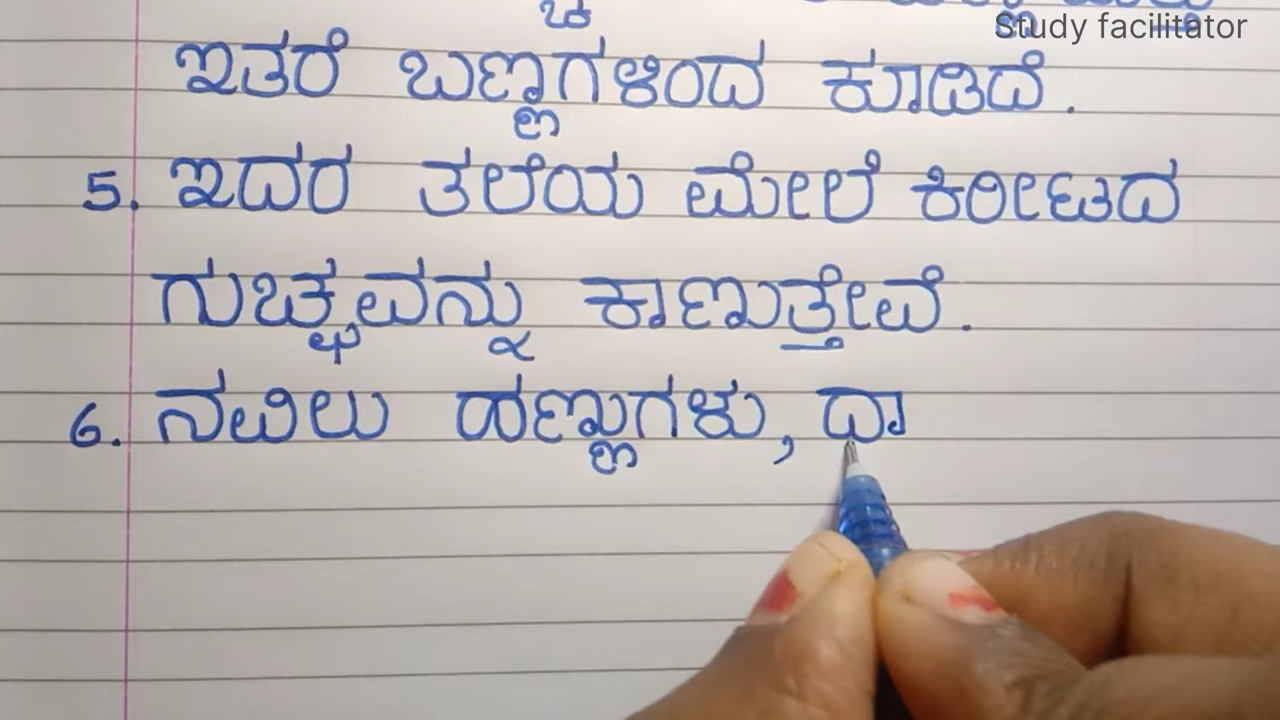 Study facilitator
ಇತರೆ ಬಣ್ಣಗಳಿಂದ ಕೂಡಿದೆ.
5. ಇದರ ತಲೆಯ ಮೇಲೆ ಕಿರೀಟದ
ಗುಚ್ಛವನ್ನು ಕಾಣುತ್ತೇವೆ.
6. ನವಿಲು ಹಣ್ಣುಗಳು, ದಾ